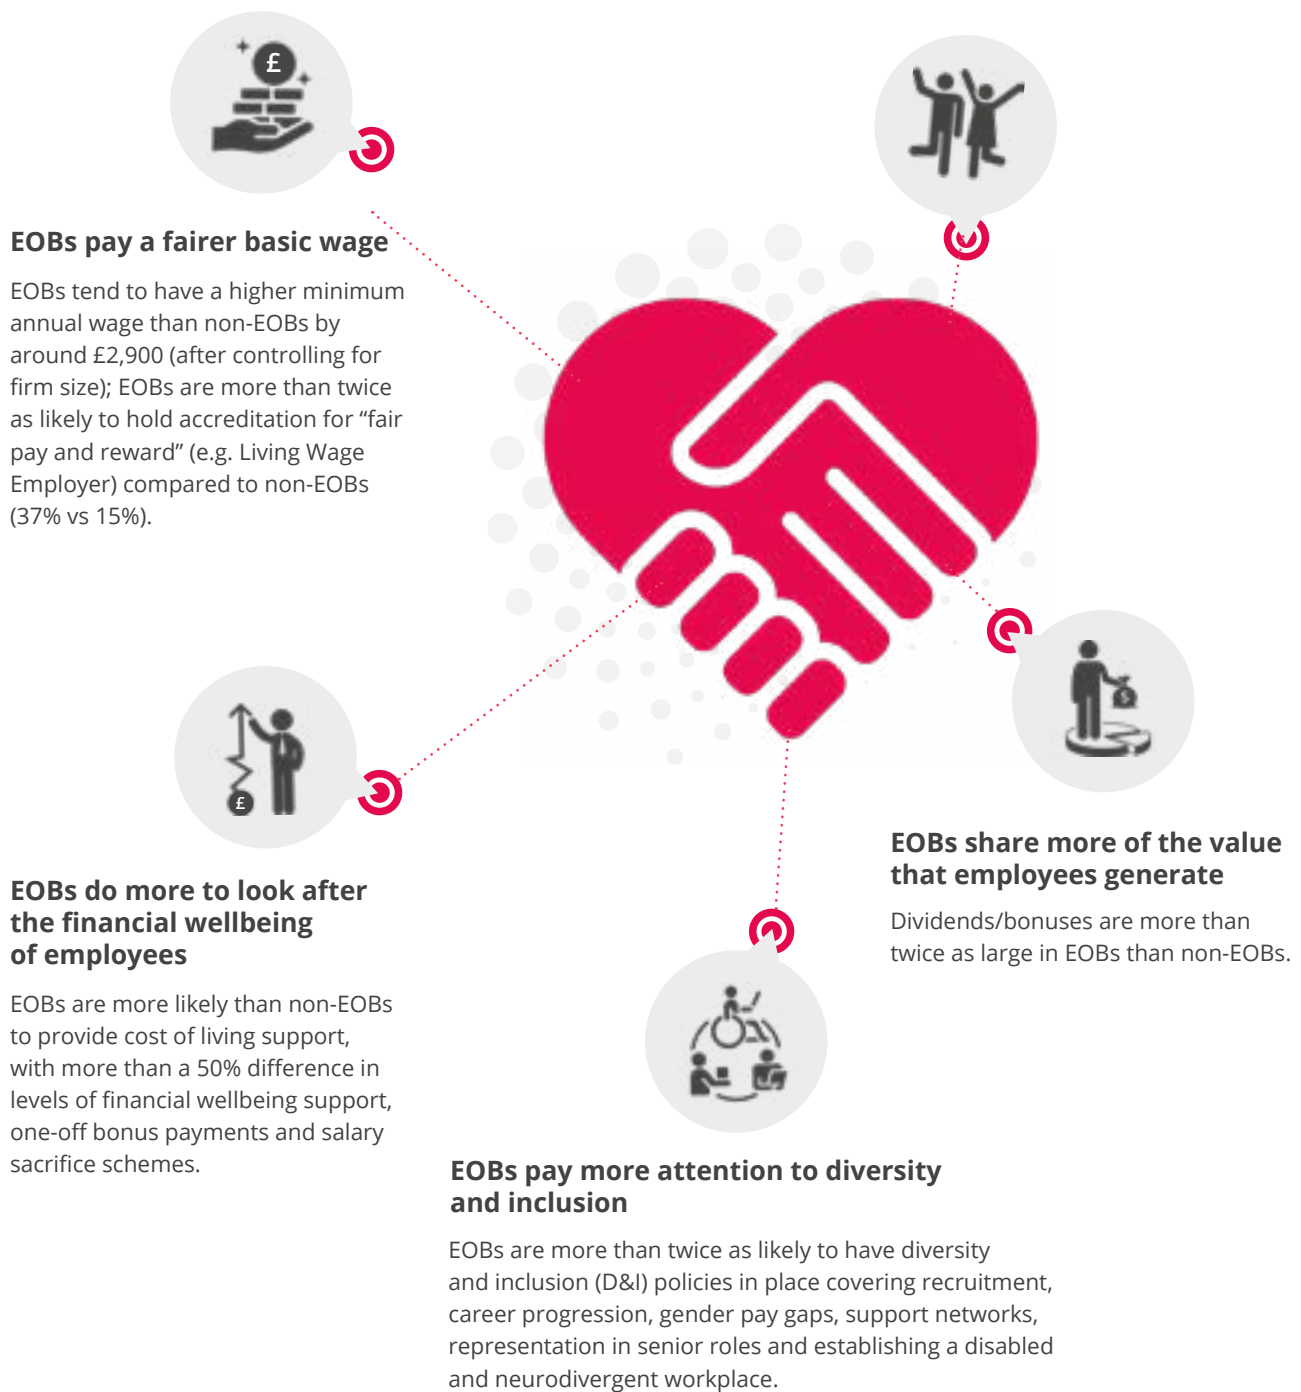 £
EOBs pay a fairer basic wage
EOBs tend to have a higher minimum
annual wage than non-EOBs by
around £2,900 (after controlling for
firm size); EOBs are more than twice
as likely to hold accreditation for “fair
pay and reward” (e.g. Living Wage
Employer) compared to non-EOBs
(37% vs 15%).
£
EOBs do more to look after
the financial wellbeing
of employees
EOBs are more likely than non-EOBs
to provide cost of living support,
with more than a 50% difference in
levels of financial wellbeing support,
one-off bonus payments and salary
sacrifice schemes.
$
EOBs share more of the value
that employees generate
Dividends/bonuses are more than
twice as large in EOBs than non-EOBs.
EOBs pay more attention to diversity
and inclusion
EOBs are more than twice as likely to have diversity
and inclusion (D&I) policies in place covering recruitment,
career progression, gender pay gaps, support networks,
representation in senior roles and establishing a disabled
and neurodivergent workplace.